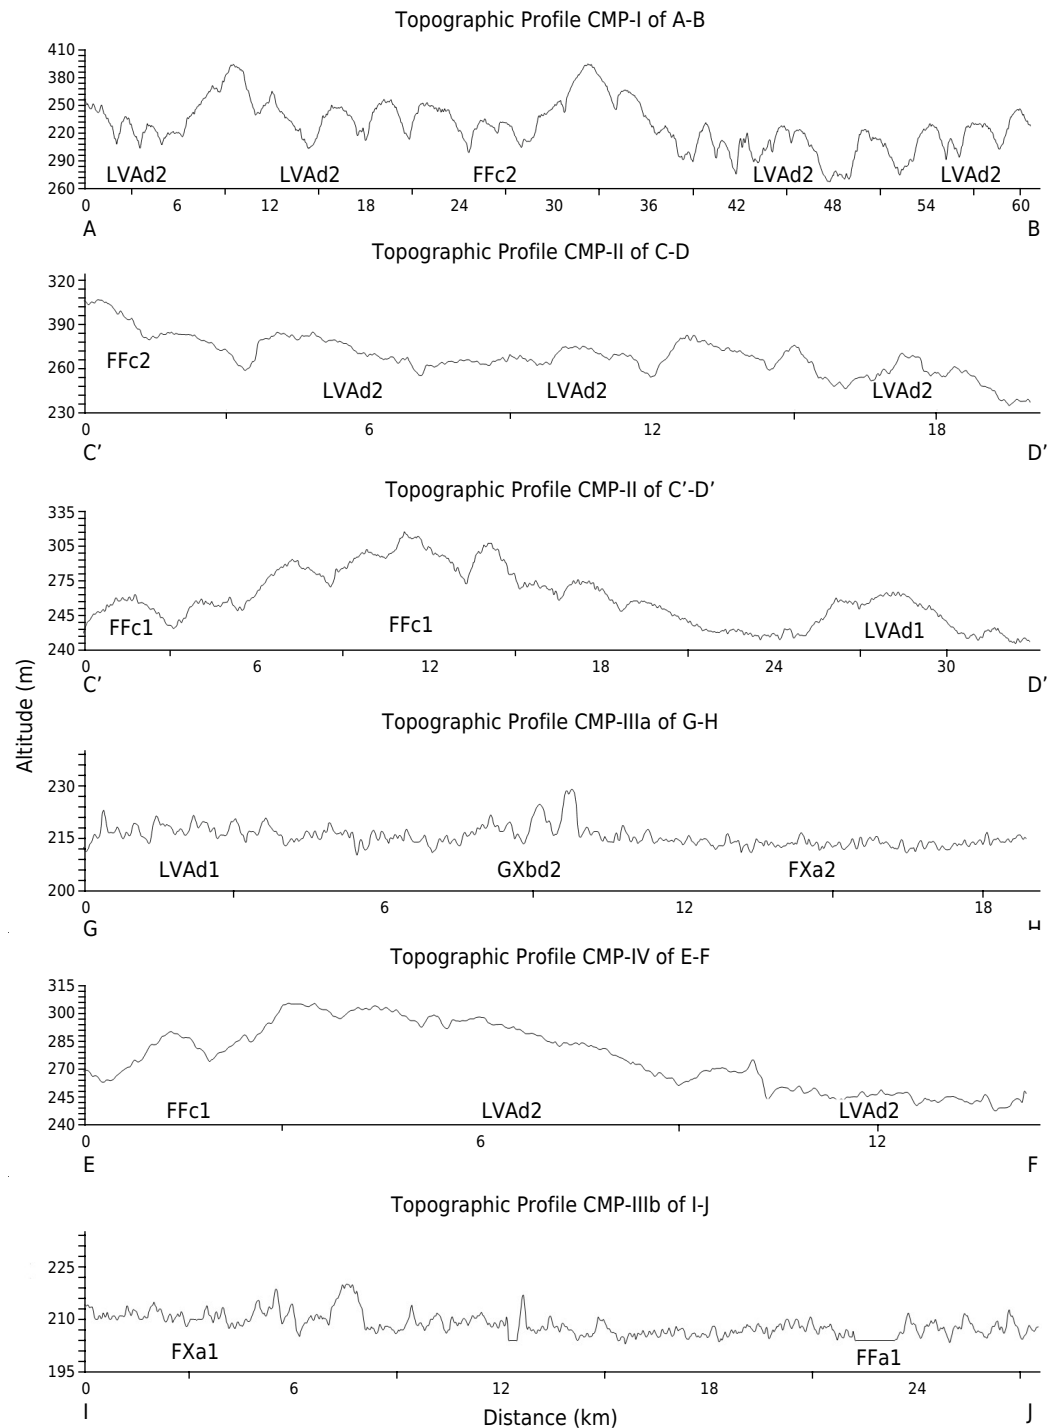 Topographic Profile CMP-I of A-B
410
380
250
220
290
260
LVAd2 LVAd2 FFc2 LVAd2 LVAd2
0 6 12 18 24 30 36 42 48 54 60
A B
Topographic Profile CMP-II of C-D
320
390
260
230
FFc2
LVAd2 LVAd2 LVAd2
0 6 12 18
C’ D’
Topographic Profile CMP-II of C’-D’
335
305
275
245
240
FFc1 FFc1 LVAd1
0 6 12 18 24 30
C’ D’
Altitude (m)
Topographic Profile CMP-IIIa of G-H
230
215
200
LVAd1 GXbd2 FXa2
0 6 12 18
G H
Topographic Profile CMP-IV of E-F
315
300
285
270
245
240
FFc1 LVAd2 LVAd2
0 6 12
E F
Topographic Profile CMP-IIIb of I-J
225
210
195
FXa1 FFa1
0 6 12 18 24
I J
Distance (km)